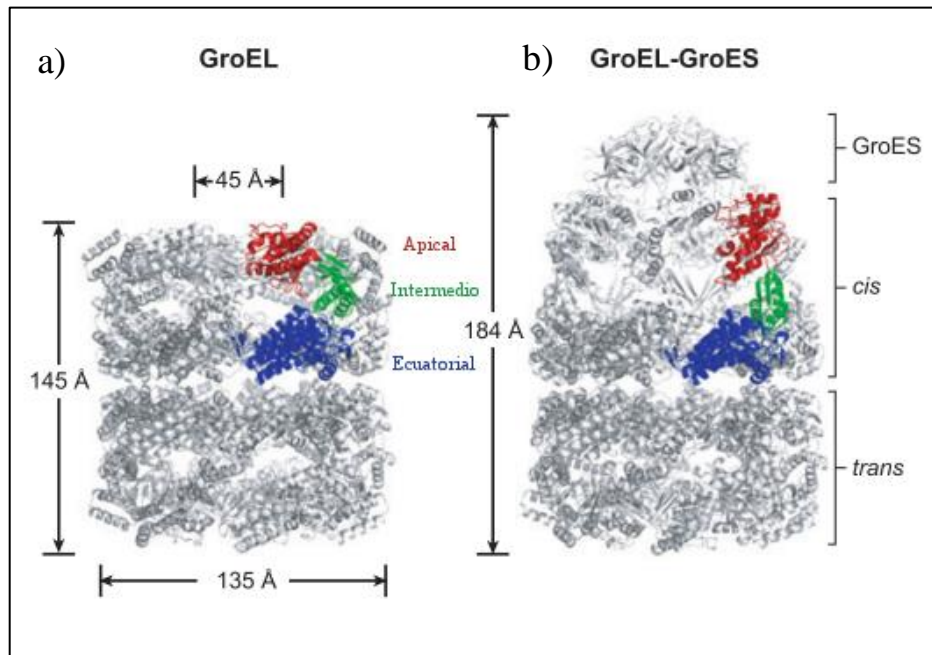 a)
GroEL
b)
GroEL-GroES
45 Å
145 Å
135 Å
Apical
Intermedio
Ecuatorial
184 Å
GroES
cis
trans